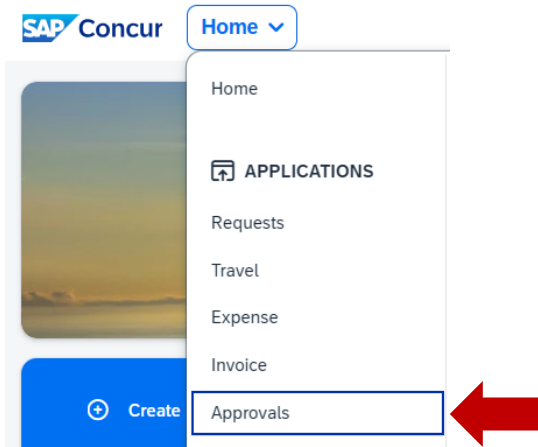 SAP Concur Home
Home
APPLICATIONS
Requests
Travel
Expense
Invoice
Create
Approvals